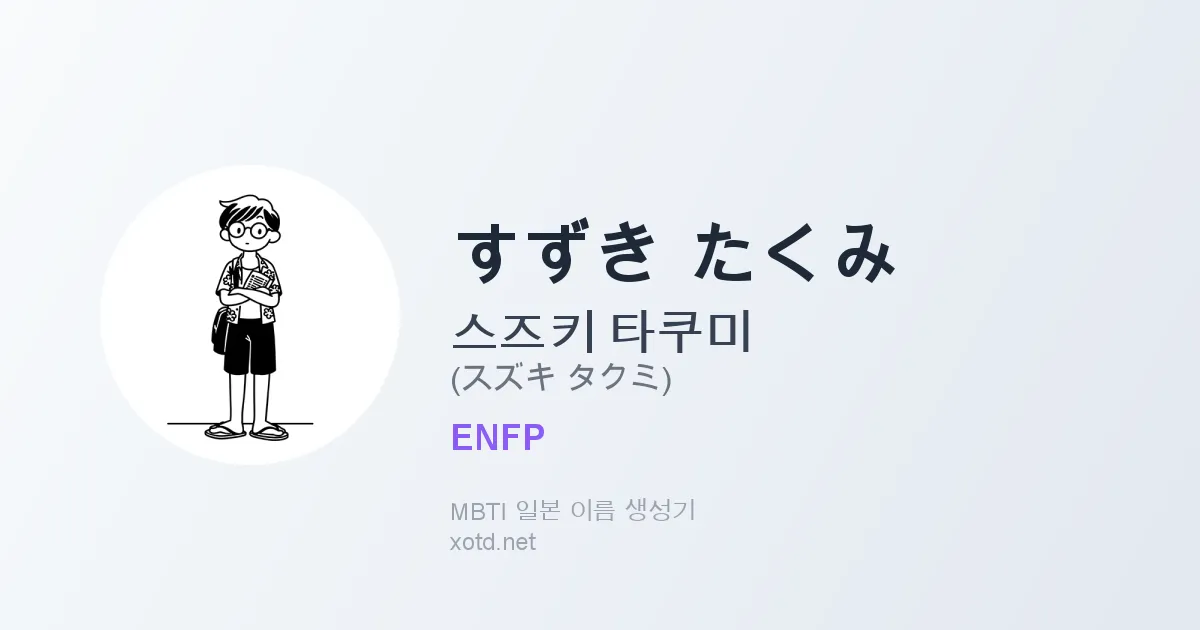 すずき たくみ
스즈키 타쿠미
(スズキ タクミ)
ENFP
MBTI 일본 이름 생성기
xotd.net